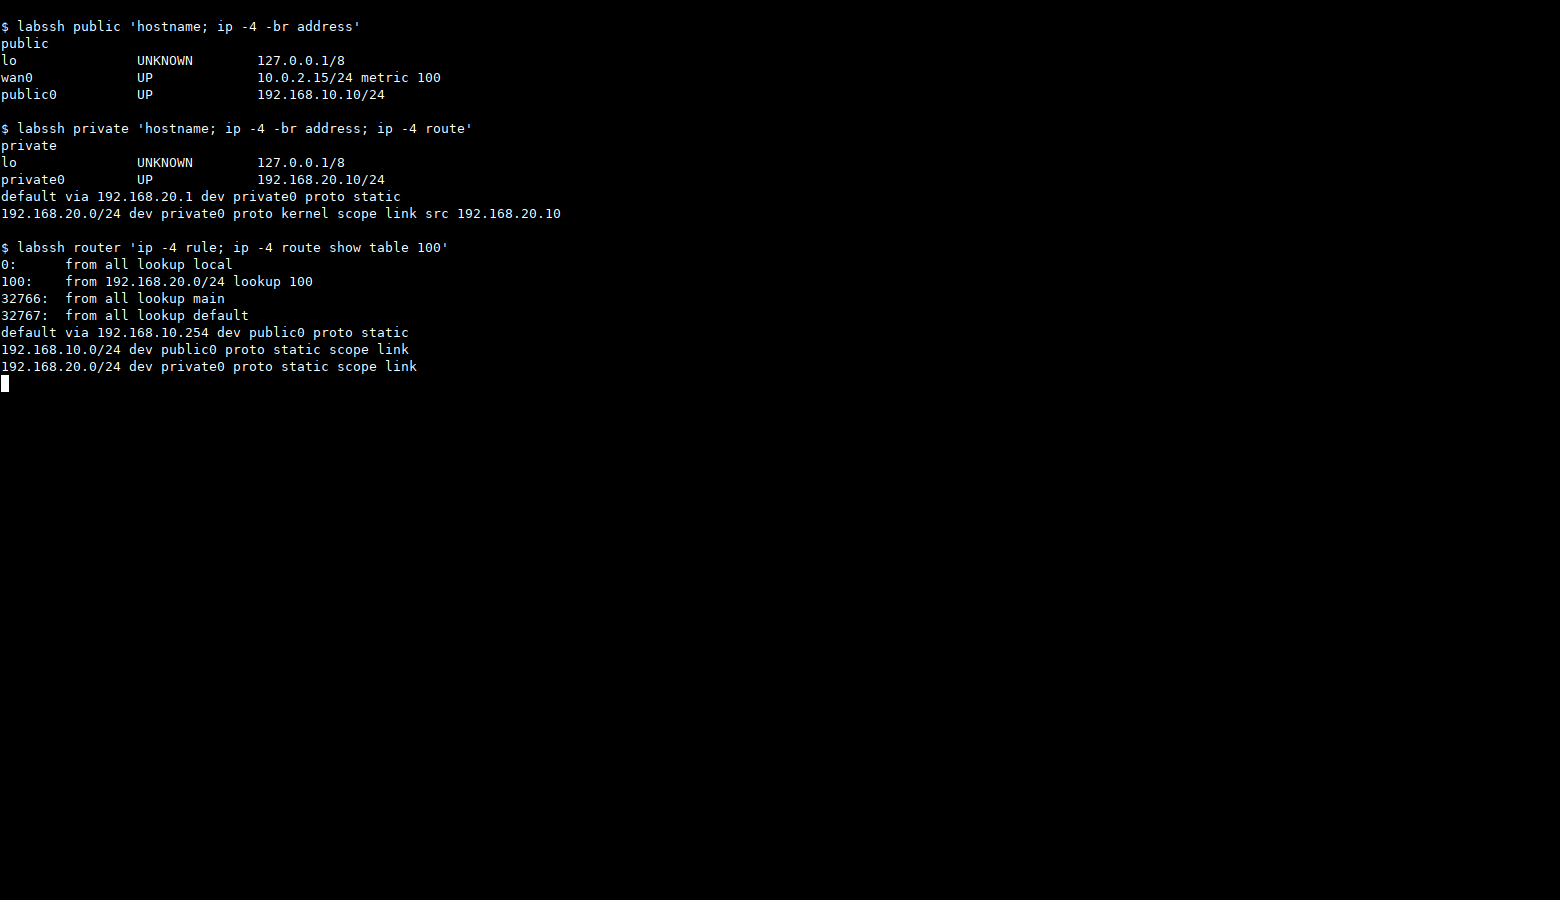 $ labssh public 'hostname; ip -4 -br address'
public
lo               UNKNOWN        127.0.0.1/8
wan0             UP             10.0.2.15/24 metric 100
public0          UP             192.168.10.10/24
$ labssh private 'hostname; ip -4 -br address; ip -4 route'
private
lo               UNKNOWN        127.0.0.1/8
private0         UP             192.168.20.10/24
default via 192.168.20.1 dev private0 proto static
192.168.20.0/24 dev private0 proto kernel scope link src 192.168.20.10
$ labssh router 'ip -4 rule; ip -4 route show table 100'
0:      from all lookup local
100:    from 192.168.20.0/24 lookup 100
32766:  from all lookup main
32767:  from all lookup default
default via 192.168.10.254 dev public0 proto static
192.168.10.0/24 dev public0 proto static scope link
192.168.20.0/24 dev private0 proto static scope link